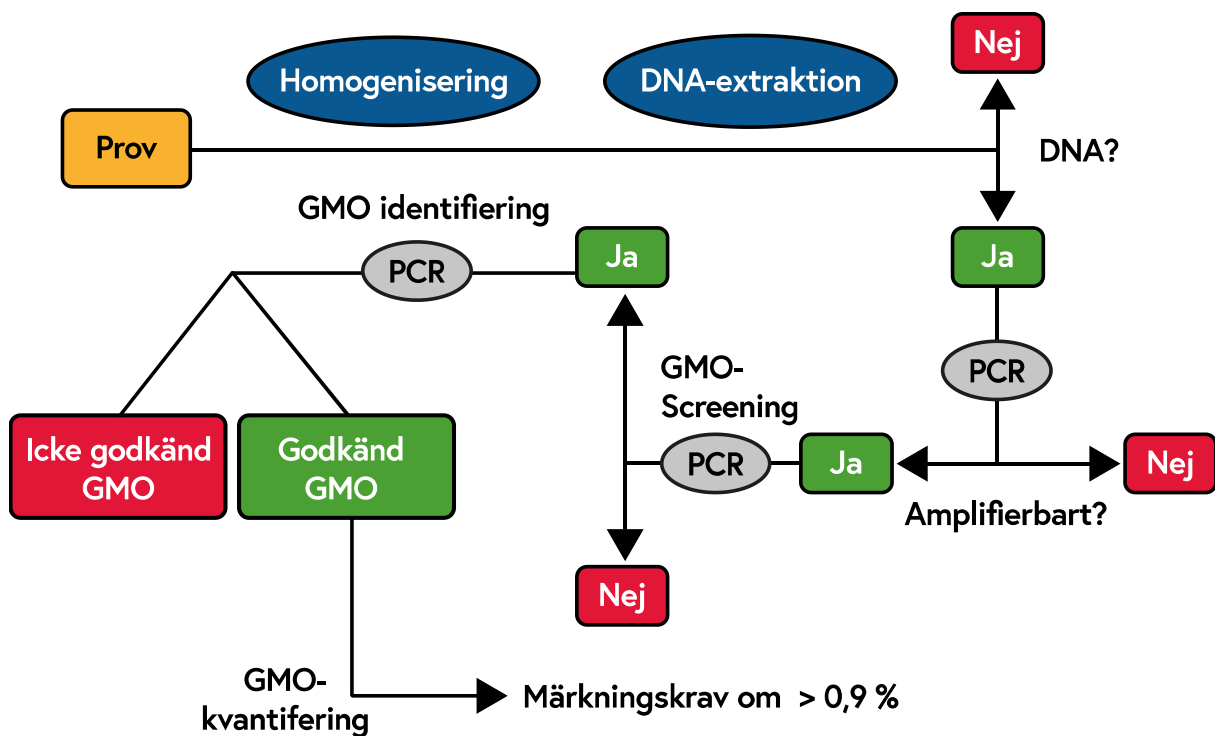 Nej
Homogenisering
DNA-extraktion
Prov
DNA?
GMO identifiering
Ja
PCR
Ja
GMO-
Screening
PCR
Icke godkänd
GMO
Godkänd
GMO
PCR
Ja
Nej
Amplifierbart?
Nej
GMO-
kvantifering
Märkningskrav om > 0,9 %